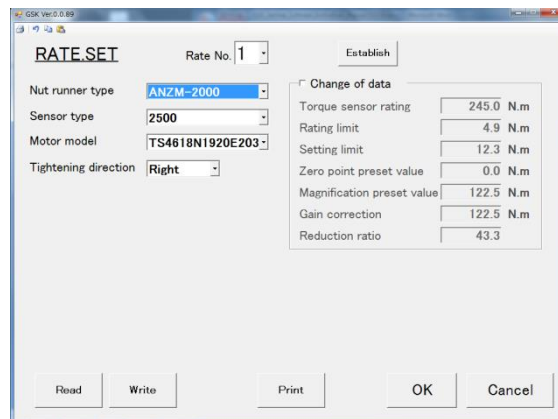 GSK Ver.0.0.89
RATE.SET
Rate No. 1
Establish
Nut runner type ANZM-2000
Sensor type 2500
Motor model TS4618N1920E203
Tightening direction Right
Change of data
Torque sensor rating 245.0 N.m
Rating limit 4.9 N.m
Setting limit 12.3 N.m
Zero point preset value 0.0 N.m
Magnification preset value 122.5 N.m
Gain correction 122.5 N.m
Reduction ratio 43.3
Read Write Print OK Cancel